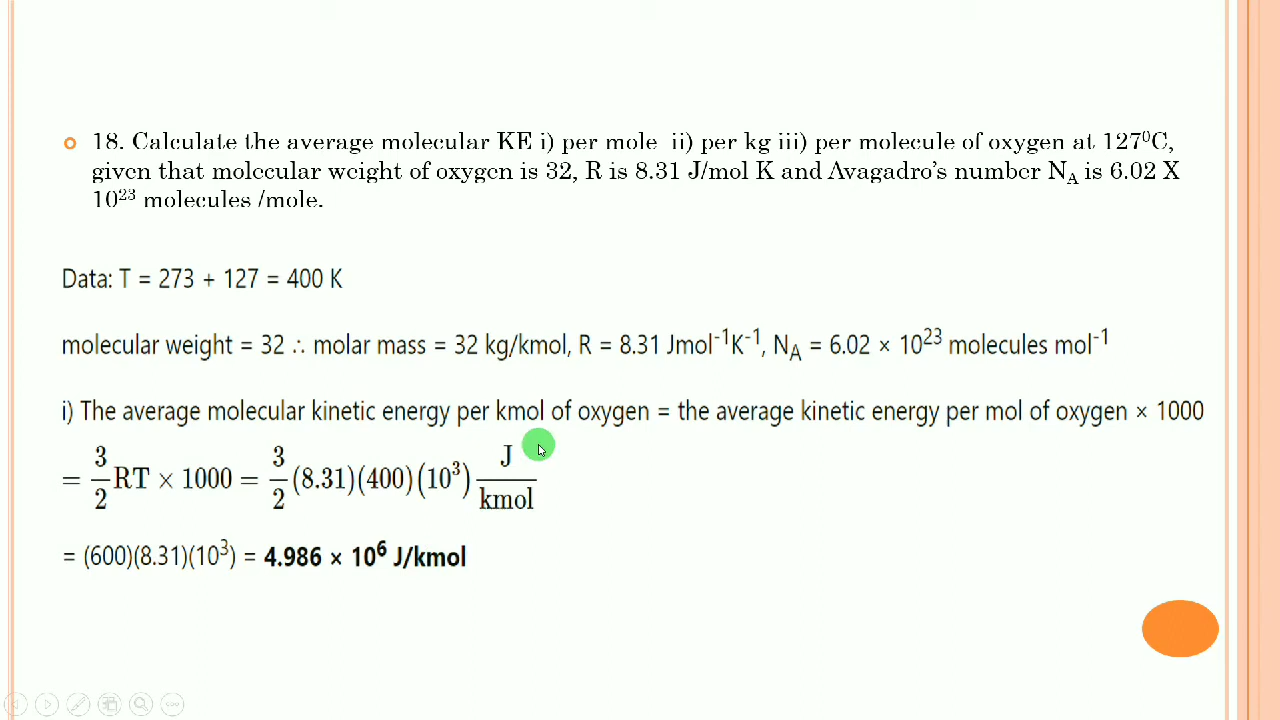 18. Calculate the average molecular KE i) per mole ii) per kg iii) per molecule of oxygen at 127⁰C,
given that molecular weight of oxygen is 32, R is 8.31 J/mol K and Avagadro's number N_A is 6.02 X
10²³ molecules /mole.
Data: T = 273 + 127 = 400 K
molecular weight = 32 ∴ molar mass = 32 kg/kmol, R = 8.31 Jmol⁻¹K⁻¹, N_A = 6.02 × 10²³ molecules mol⁻¹
i) The average molecular kinetic energy per kmol of oxygen = the average kinetic energy per mol of oxygen × 1000
= 3/2 RT × 1000 = 3/2 (8.31)(400)(10³) J/kmol
= (600)(8.31)(10³) = 4.986 × 10⁶ J/kmol